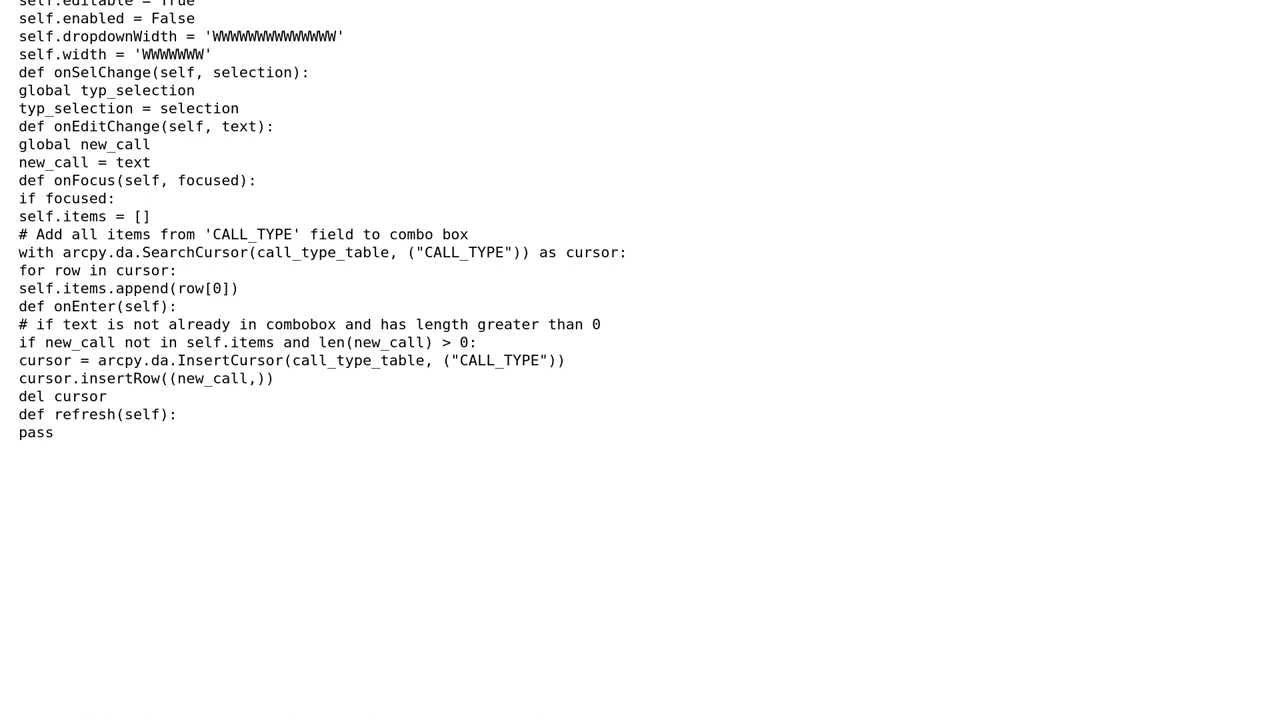 self.editable = True
self.enabled = False
self.dropdownWidth = 'WWWWWWWWWWWWWW'
self.width = 'WWWWWWW'
def onSelChange(self, selection):
global typ_selection
typ_selection = selection
def onEditChange(self, text):
global new_call
new_call = text
def onFocus(self, focused):
if focused:
self.items = []
# Add all items from 'CALL_TYPE' field to combo box
with arcpy.da.SearchCursor(call_type_table, ("CALL_TYPE")) as cursor:
for row in cursor:
self.items.append(row[0])
def onEnter(self):
# if text is not already in combobox and has length greater than 0
if new_call not in self.items and len(new_call) > 0:
cursor = arcpy.da.InsertCursor(call_type_table, ("CALL_TYPE"))
cursor.insertRow((new_call,))
del cursor
def refresh(self):
pass